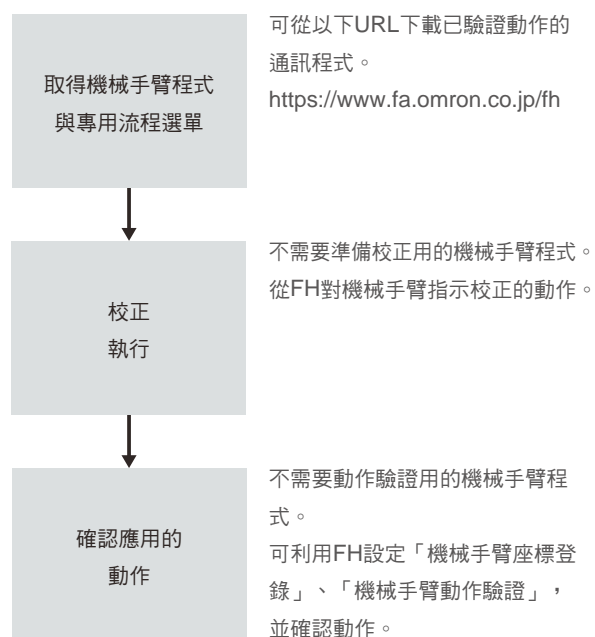 取得機械手臂程式
與專用流程選單
可從以下URL下載已驗證動作的
通訊程式。
https://www.fa.omron.co.jp/fh
校正
執行
不需要準備校正用的機械手臂程式。
從FH對機械手臂指示校正的動作。
確認應用的
動作
不需要動作驗證用的機械手臂程
式。
可利用FH設定「機械手臂座標登
錄」、「機械手臂動作驗證」，
並確認動作。